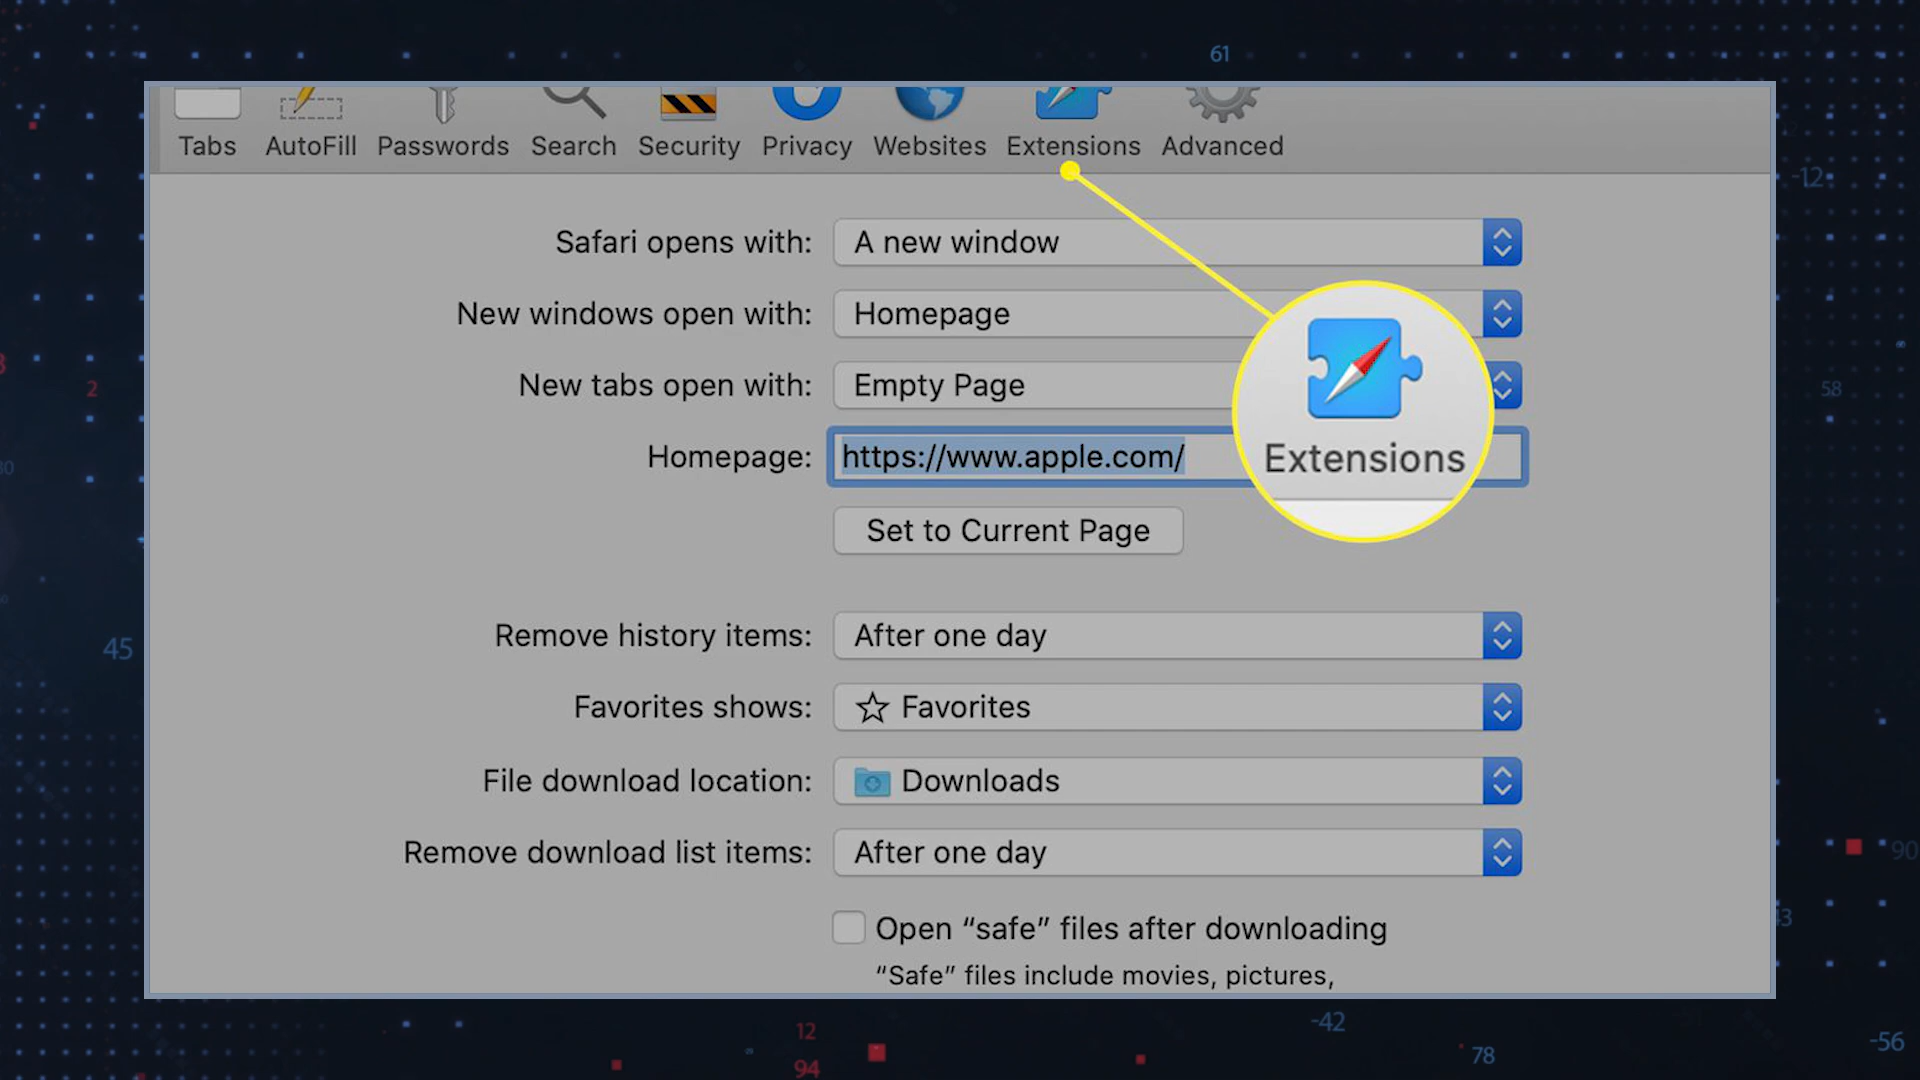 61
Tabs AutoFill Passwords Search Security Privacy Websites Extensions Advanced
-12
Safari opens with: A new window
New windows open with: Homepage
2
New tabs open with: Empty Page
58
Homepage: https://www.apple.com/
Extensions
Set to Current Page
45
Remove history items: After one day
Favorites shows: Favorites
File download location: Downloads
Remove download list items: After one day
90
Open “safe” files after downloading
“Safe” files include movies, pictures,
-42
12
-56
78
94